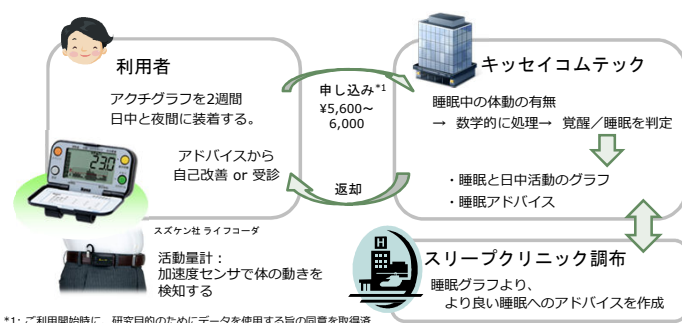 利用者
アクチグラフを2週間
日中と夜間に装着する。
アドバイスから
自己改善 or 受診
23.0
スズケン社 ライフコーダ
活動量計：
加速度センサで体の動きを
検知する
申し込み*1
¥5,600～
6,000
返却
キッセイコムテック
睡眠中の体動の有無
→ 数学的に処理→ 覚醒／睡眠を判定
・睡眠と日中活動のグラフ
・睡眠アドバイス
H
スリープクリニック調布
睡眠グラフより、
より良い睡眠へのアドバイスを作成
*1: ご利用開始時に、研究目的のためにデータを使用する旨の同意を取得済